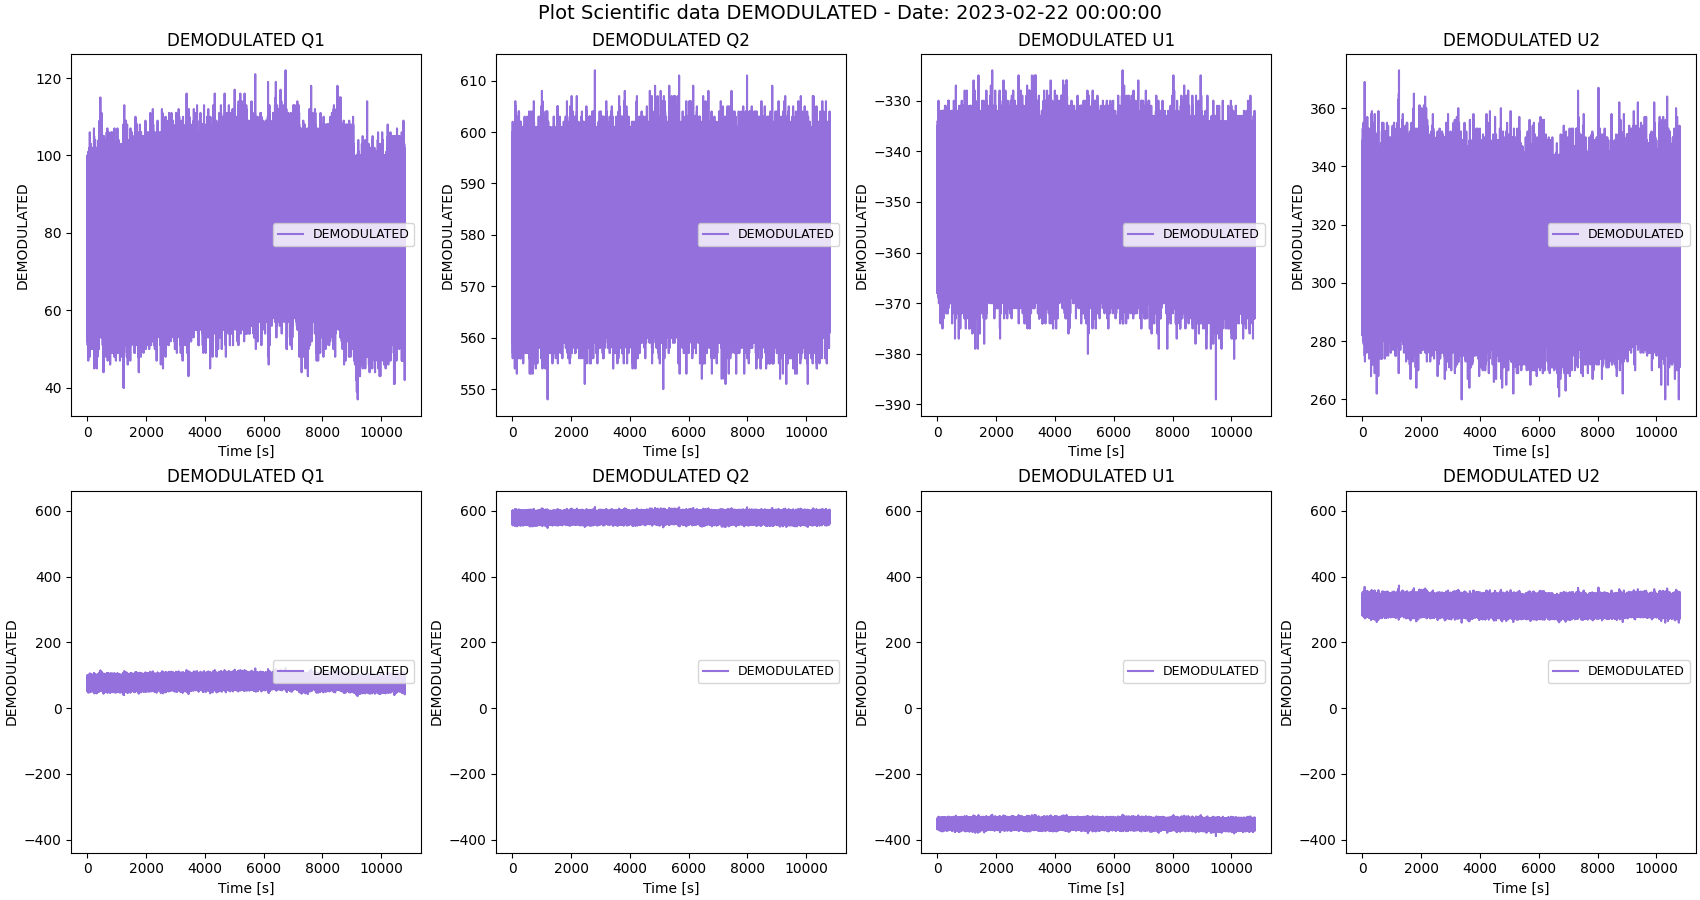 Plot Scientific data DEMODULATED - Date: 2023-02-22 00:00:00
DEMODULATED Q1
DEMODULATED
120
100
80
60
40
0 2000 4000 6000 8000 10000
Time [s]
DEMODULATED
DEMODULATED Q2
DEMODULATED
610
600
590
580
570
560
550
0 2000 4000 6000 8000 10000
Time [s]
DEMODULATED
DEMODULATED U1
DEMODULATED
−330
−340
−350
−360
−370
−380
−390
0 2000 4000 6000 8000 10000
Time [s]
DEMODULATED
DEMODULATED U2
DEMODULATED
360
340
320
300
280
260
0 2000 4000 6000 8000 10000
Time [s]
DEMODULATED
DEMODULATED Q1
DEMODULATED
600
400
200
0
−200
−400
0 2000 4000 6000 8000 10000
Time [s]
DEMODULATED
DEMODULATED Q2
DEMODULATED
600
400
200
0
−200
−400
0 2000 4000 6000 8000 10000
Time [s]
DEMODULATED
DEMODULATED U1
DEMODULATED
600
400
200
0
−200
−400
0 2000 4000 6000 8000 10000
Time [s]
DEMODULATED
DEMODULATED U2
DEMODULATED
600
400
200
0
−200
−400
0 2000 4000 6000 8000 10000
Time [s]
DEMODULATED